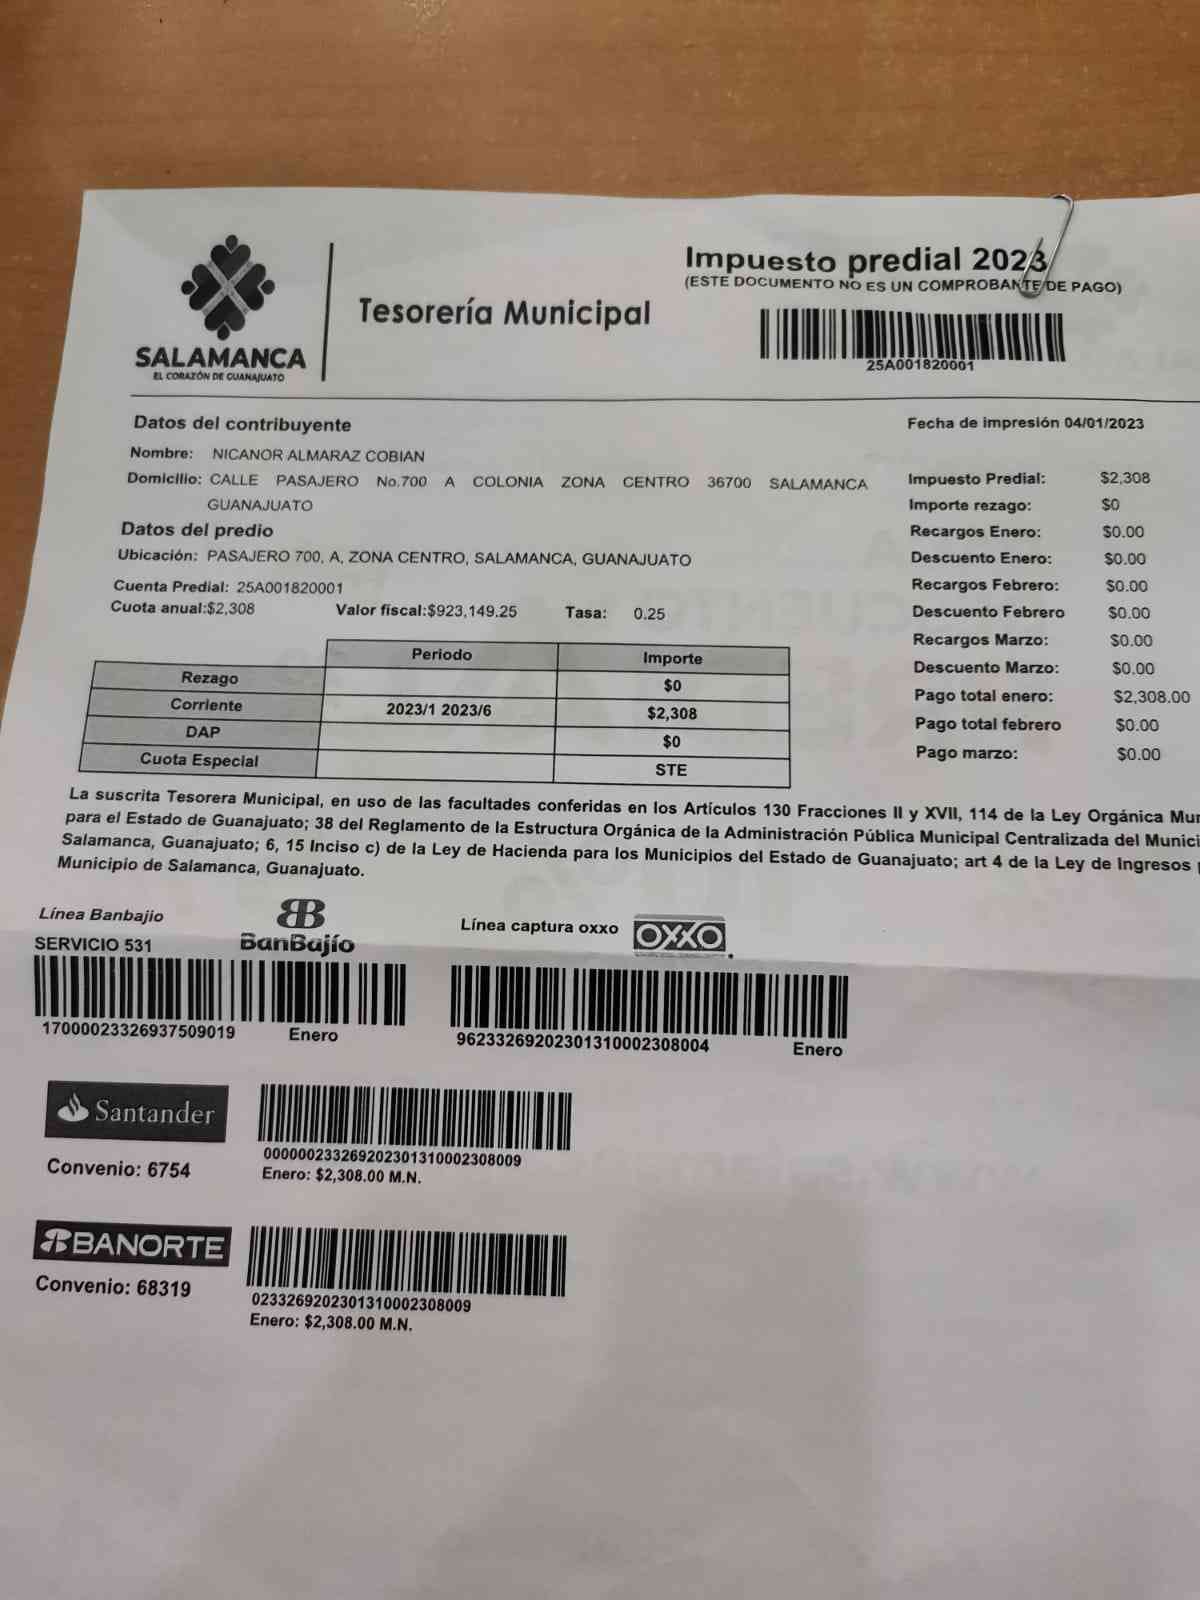 SALAMANCA
EL CORAZÓN DE GUANAJUATO
Tesorería Municipal
Impuesto predial 2023
(ESTE DOCUMENTO NO ES UN COMPROBANTE DE PAGO)
25A001820001
Datos del contribuyente
Nombre: NICANOR ALMARAZ COBIAN
Domicilio: CALLE PASAJERO No.700 A COLONIA ZONA CENTRO 36700 SALAMANCA
GUANAJUATO
Datos del predio
Ubicación: PASAJERO 700, A, ZONA CENTRO, SALAMANCA, GUANAJUATO
Cuenta Predial: 25A001820001
Cuota anual:$2,308 Valor fiscal:$923,149.25 Tasa: 0.25
Fecha de impresión 04/01/2023
Impuesto Predial: $2,308
Importe rezago: $0
Recargos Enero: $0.00
Descuento Enero: $0.00
Recargos Febrero: $0.00
Descuento Febrero $0.00
Recargos Marzo: $0.00
Descuento Marzo: $0.00
Pago total enero: $2,308.00
Pago total febrero $0.00
Pago marzo: $0.00
Periodo Importe
Rezago $0
Corriente 2023/1 2023/6 $2,308
DAP $0
Cuota Especial STE
La suscrita Tesorera Municipal, en uso de las facultades conferidas en los Artículos 130 Fracciones II y XVII, 114 de la Ley Orgánica
para el Estado de Guanajuato; 38 del Reglamento de la Estructura Orgánica de la Administración Pública Municipal Centralizada del
Salamanca, Guanajuato; 6, 15 Inciso c) de la Ley de Hacienda para los Municipios del Estado de Guanajuato; art 4 de la Ley de Ingresos
Municipio de Salamanca, Guanajuato.
Línea Banbajio
SERVICIO 531
BanBajío
17000023326937509019 Enero
Línea captura oxxo
OXXO
96233269202301310002308004 Enero
Santander
Convenio: 6754
0000002332692023013100023080​09
Enero: $2,308.00 M.N.
BANORTE
Convenio: 68319
0233269202301310002308009
Enero: $2,308.00 M.N.